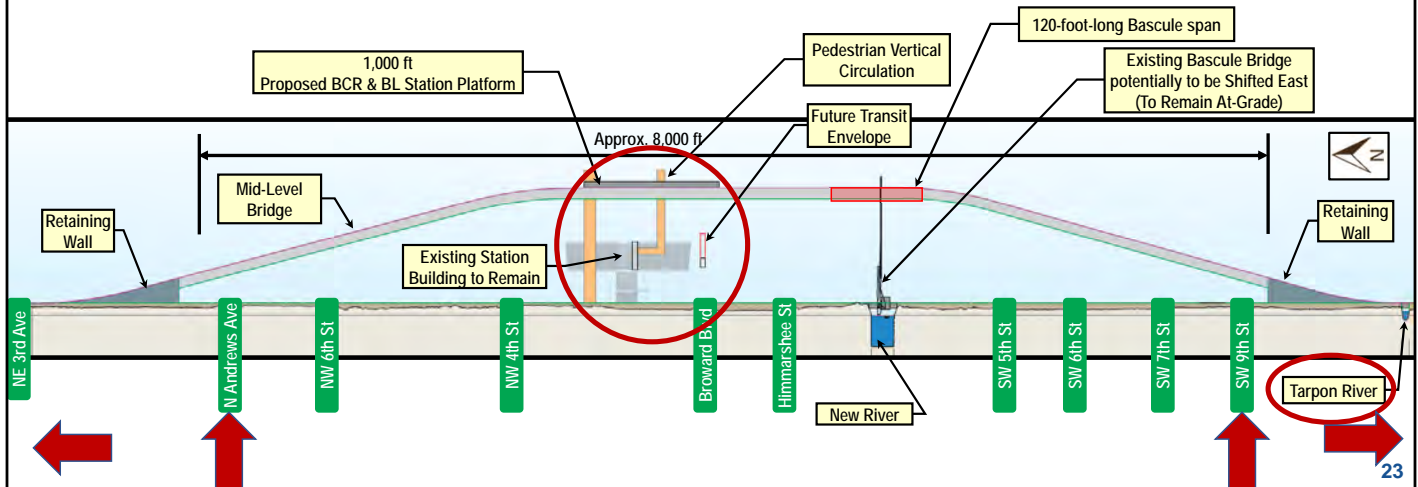 120-foot-long Bascule span
Pedestrian Vertical
Circulation
1,000 ft
Proposed BCR & BL Station Platform
Existing Bascule Bridge
potentially to be Shifted East
(To Remain At-Grade)
Future Transit
Envelope
Approx. 8,000 ft
N
Mid-Level
Bridge
Retaining
Wall
Existing Station
Building to Remain
Retaining
Wall
NE 3rd Ave
N Andrews Ave
NW 6th St
NW 4th St
Broward Blvd
Himmarshee St
SW 5th St
SW 6th St
SW 7th St
SW 9th St
New River
Tarpon River
23